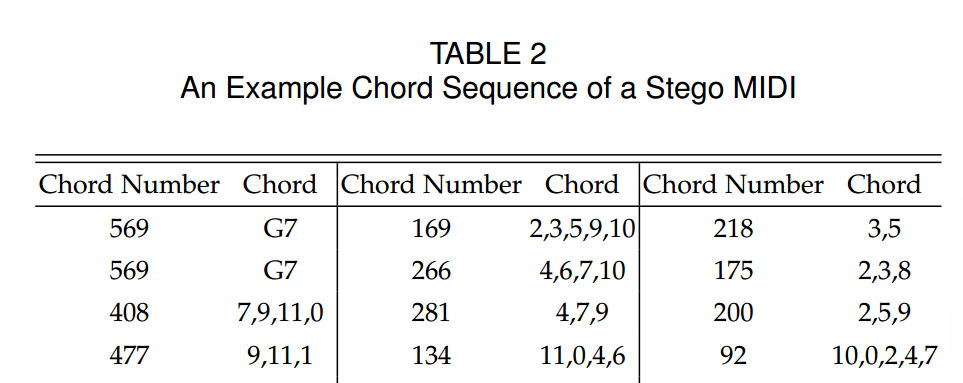 TABLE 2
An Example Chord Sequence of a Stego MIDI
Chord Number Chord Chord Number Chord Chord Number Chord
569 G7 169 2,3,5,9,10 218 3,5
569 G7 266 4,6,7,10 175 2,3,8
408 7,9,11,0 281 4,7,9 200 2,5,9
477 9,11,1 134 11,0,4,6 92 10,0,2,4,7